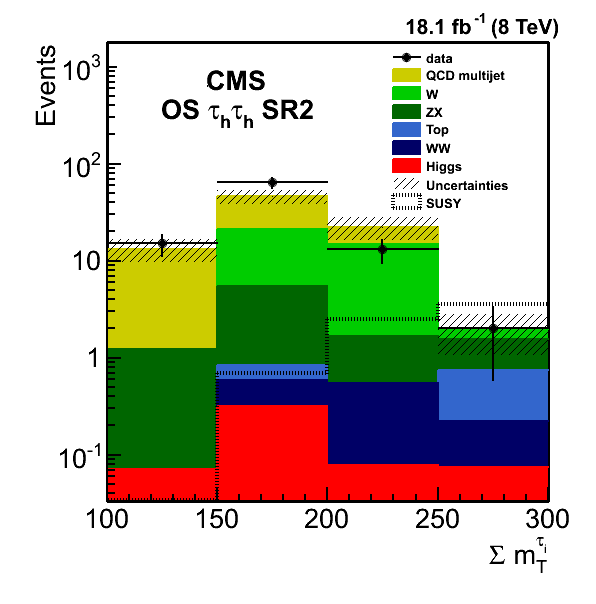 18.1 fb⁻¹ (8 TeV)
Events
CMS
OS τₕτₕ SR2
data
QCD multijet
W
ZX
Top
WW
Higgs
Uncertainties
SUSY
10³
10²
10
1
10⁻¹
100 150 200 250 300
Σ m_T^{τ_i}